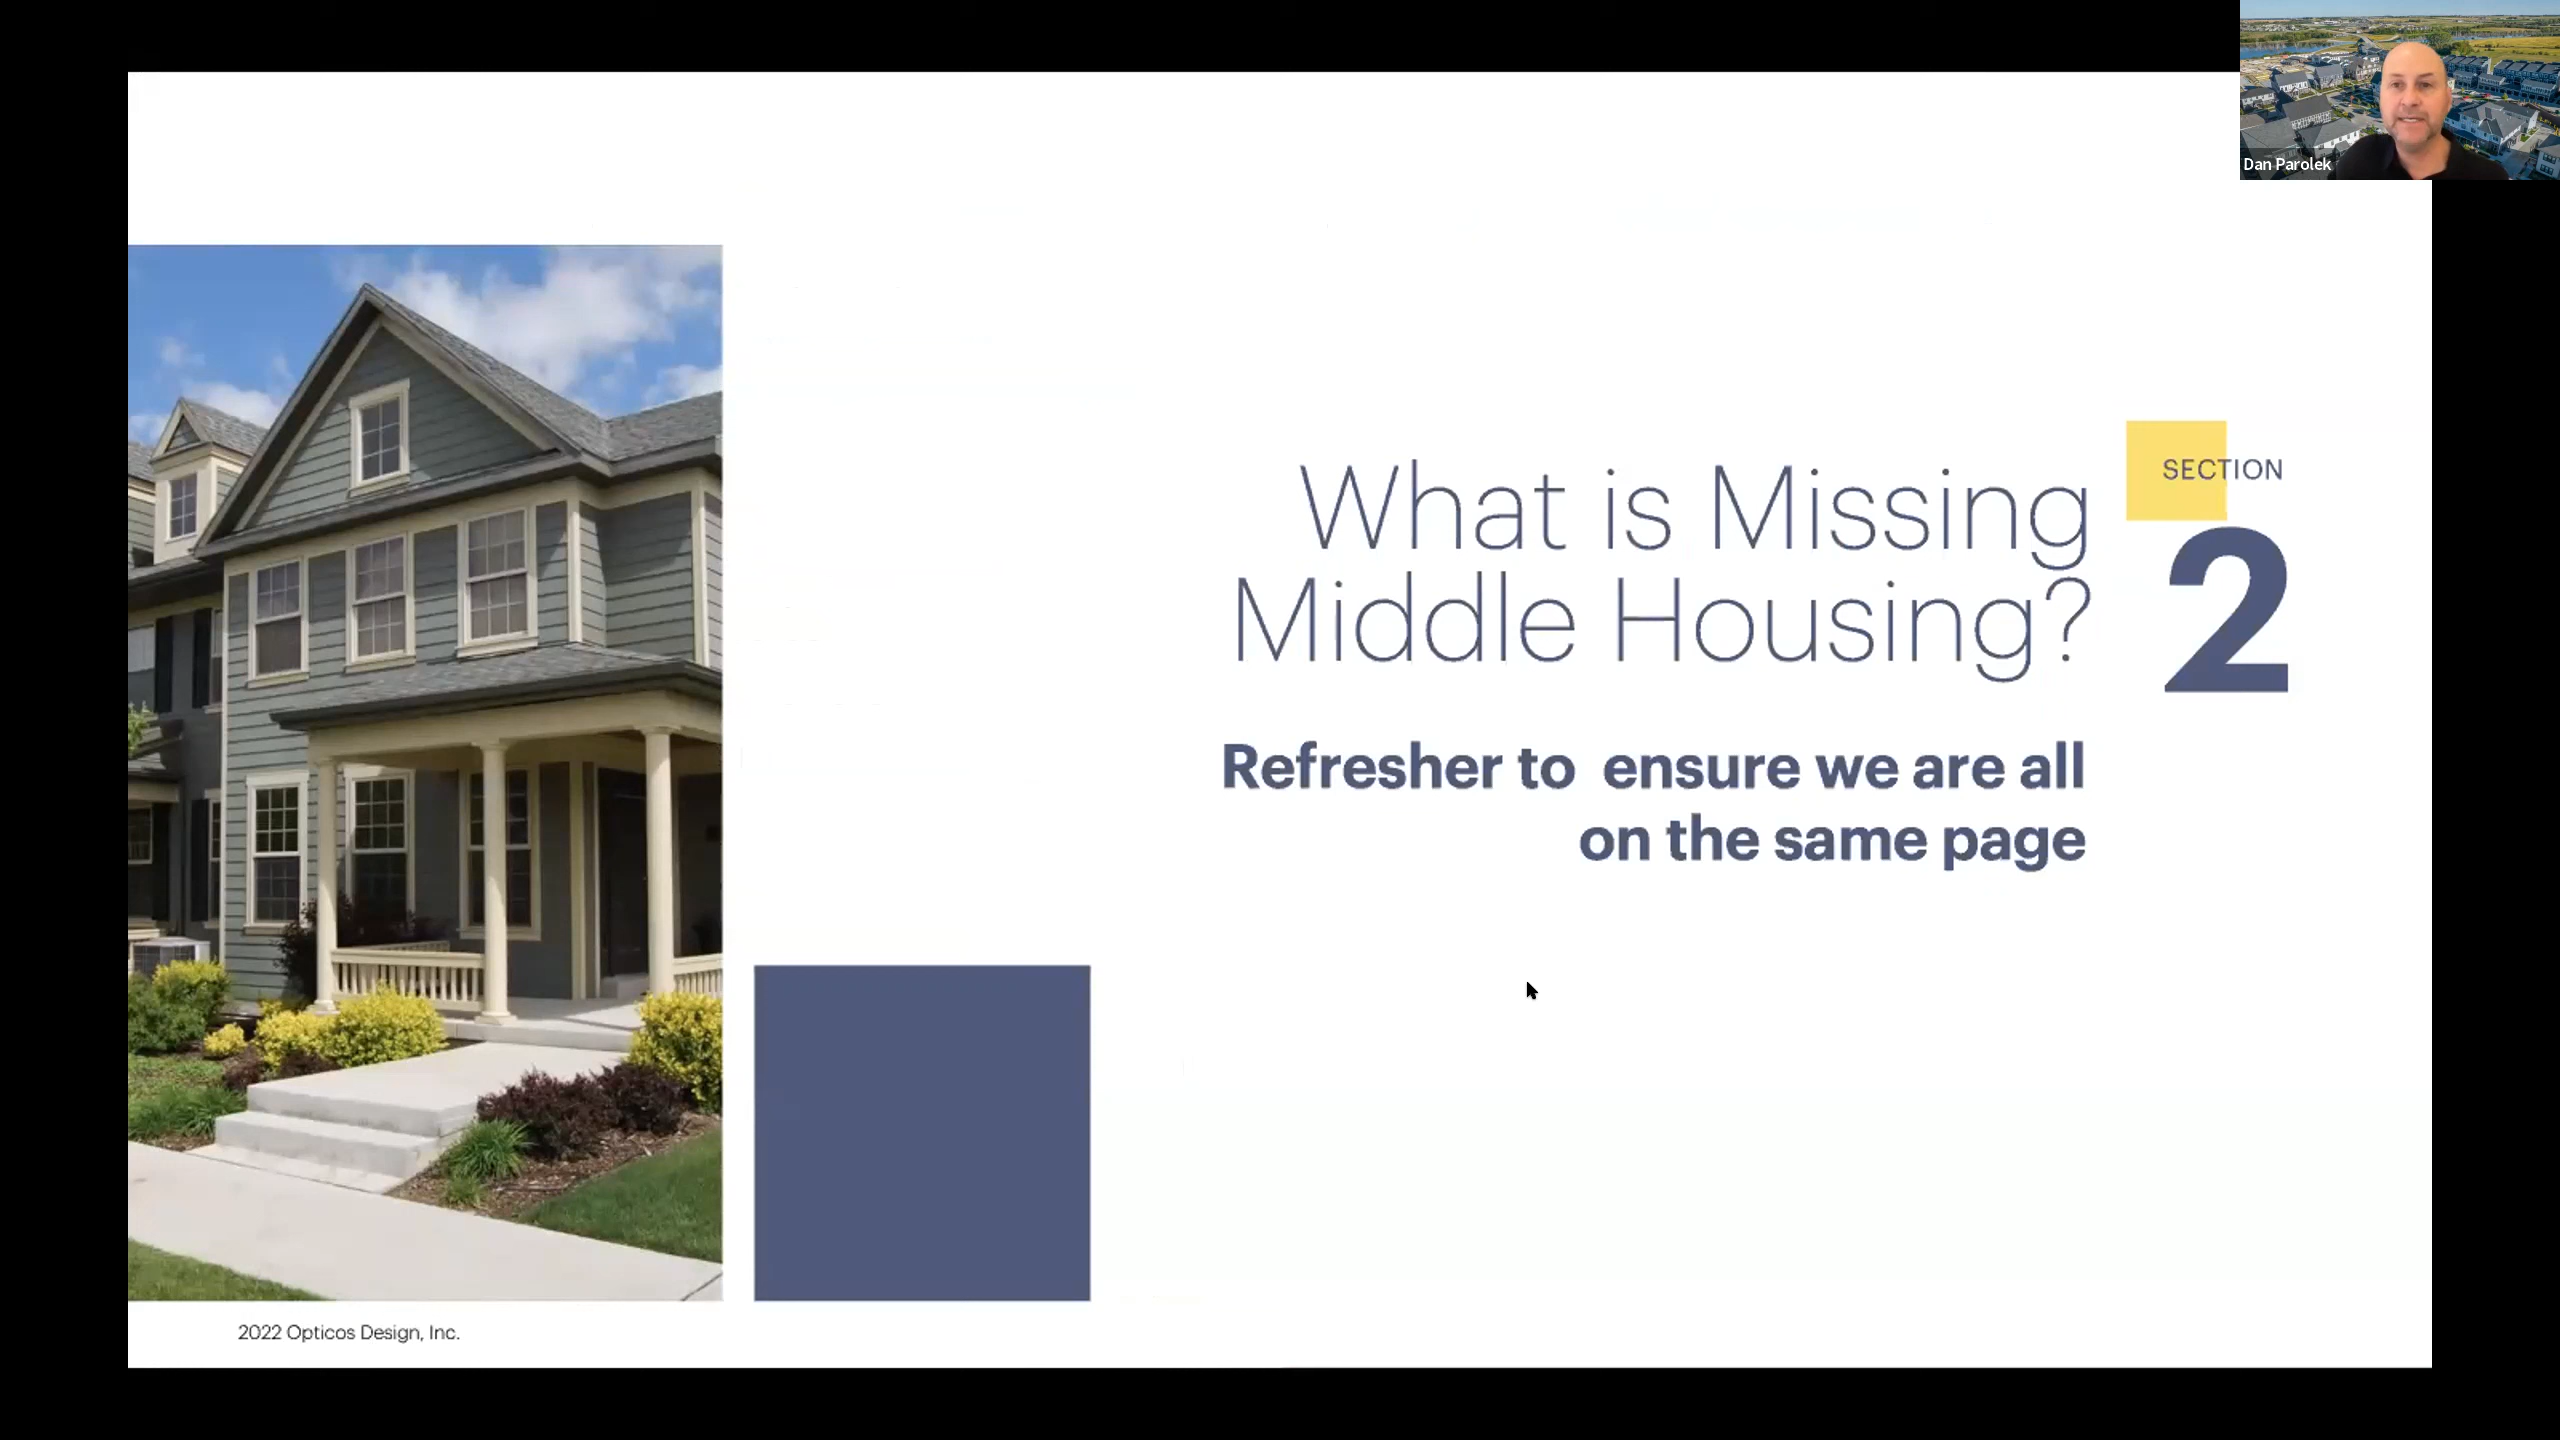 Dan Parolek
SECTION
2
What is Missing
Middle Housing?
Refresher to  ensure we are all
on the same page
2022 Opticos Design, Inc.